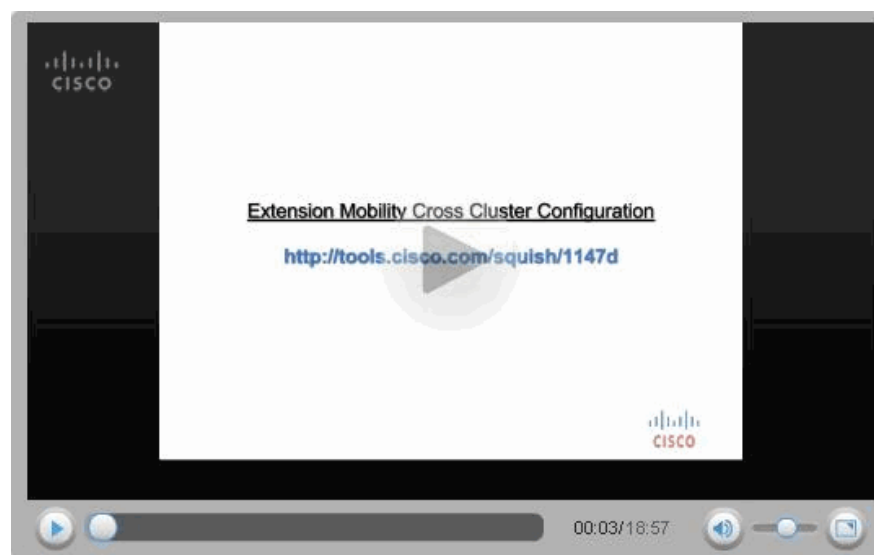 CISCO
Extension Mobility Cross Cluster Configuration
http://tools.cisco.com/squish/1147d
CISCO
00:03/18:57